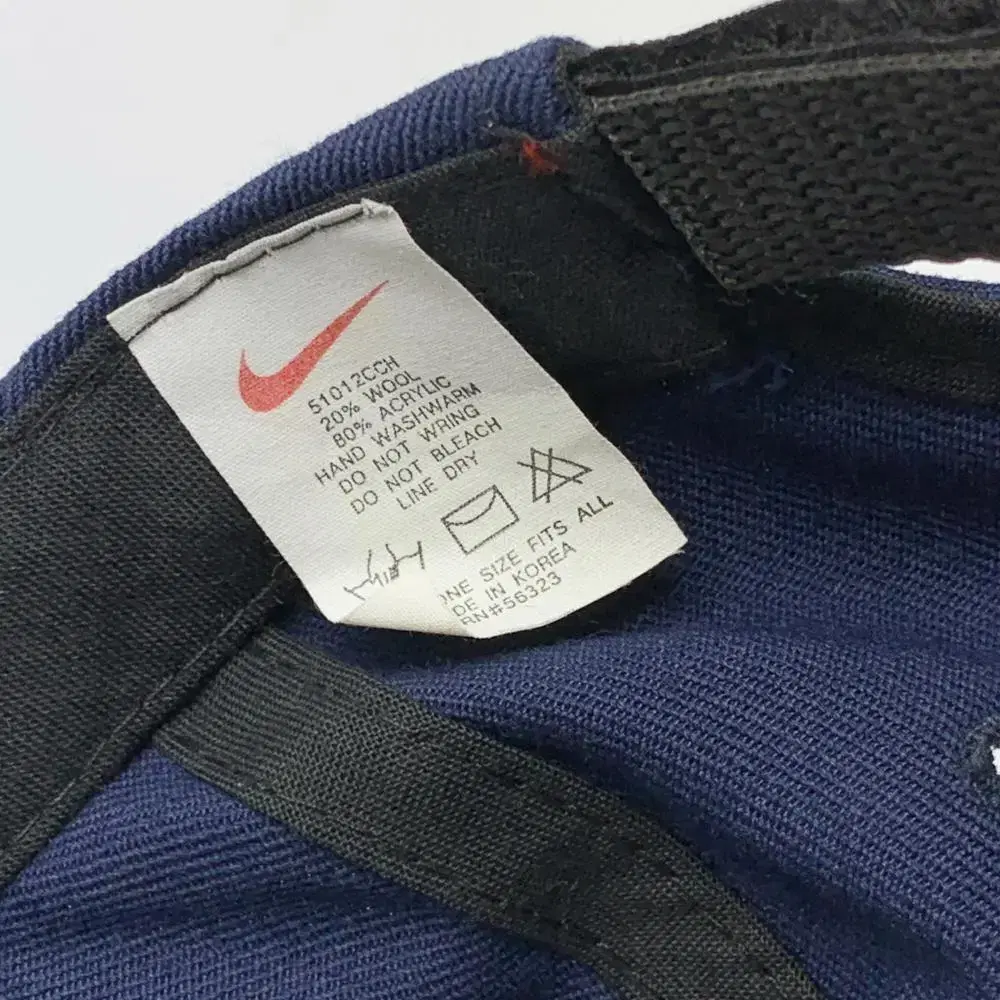 51012CCH
20% WOOL
80% ACRYLIC
HAND WASHWARM
DO NOT WRING
DO NOT BLEACH
LINE DRY
ONE SIZE FITS ALL
DE IN KOREA
RN#56323